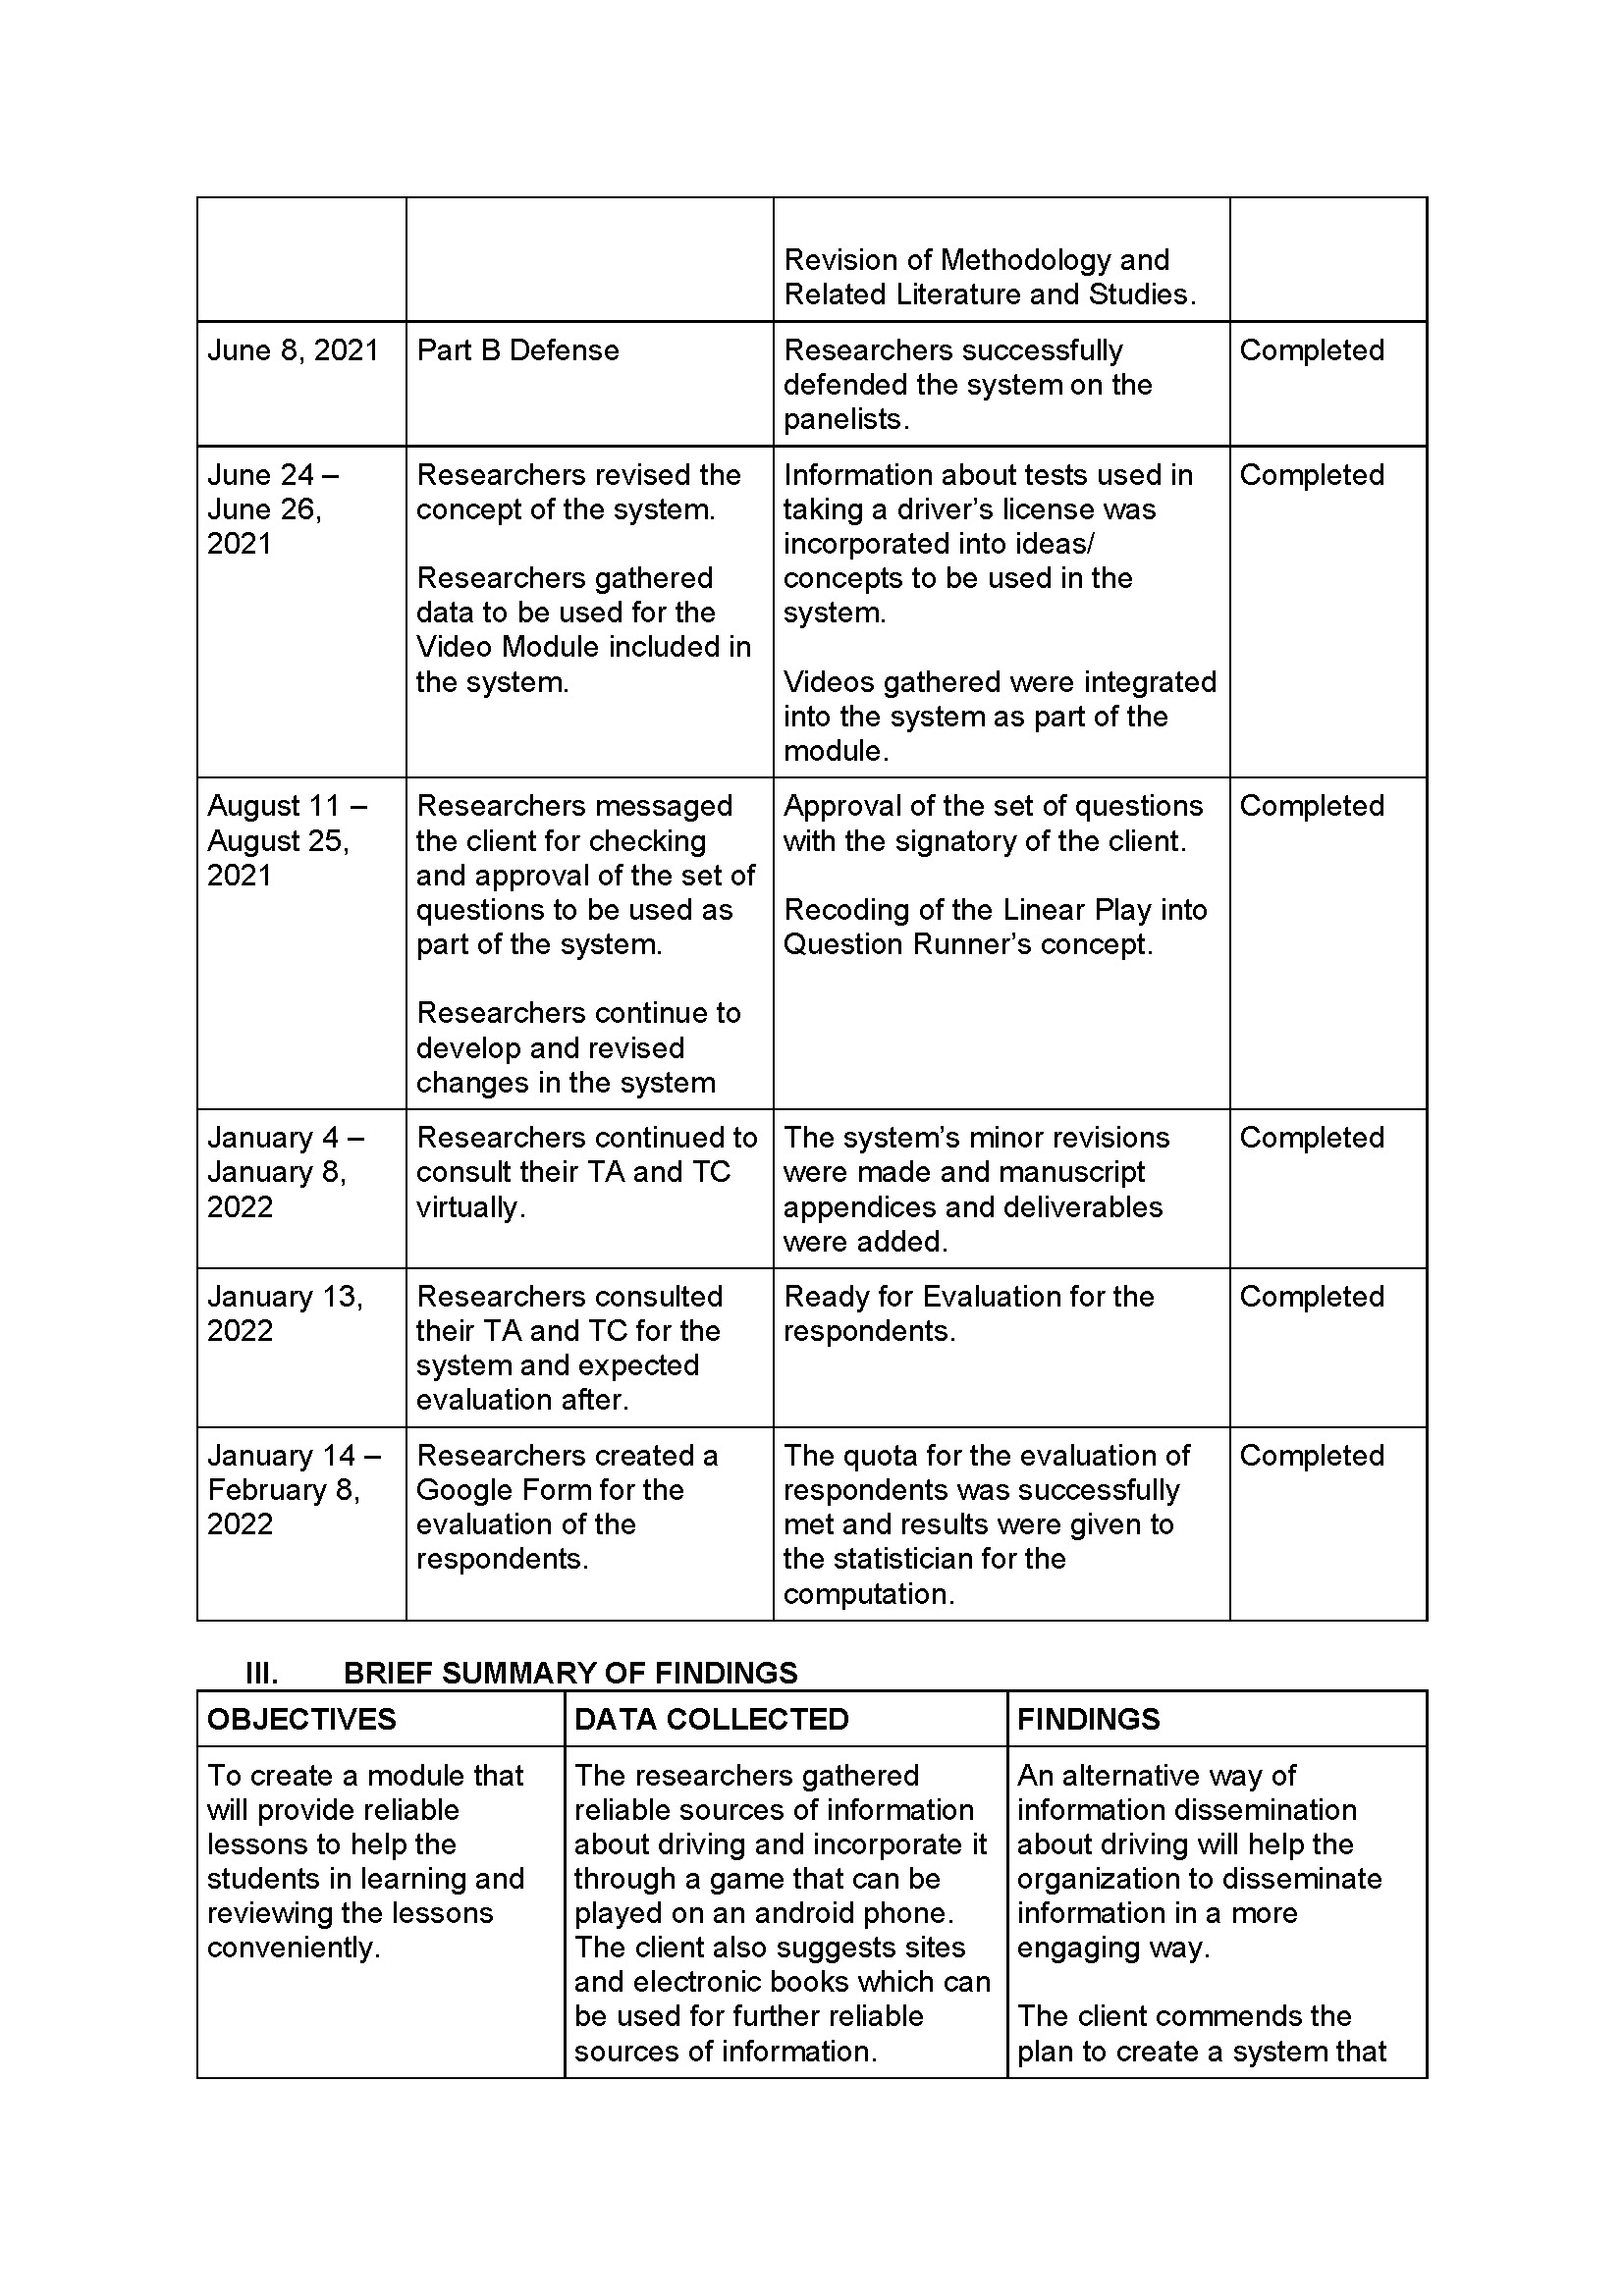 Revision of Methodology and
Related Literature and Studies.
June 8, 2021
Part B Defense
Researchers successfully
defended the system on the
panelists.
Completed
June 24 –
June 26,
2021
Researchers revised the
concept of the system.
Researchers gathered
data to be used for the
Video Module included in
the system.
Information about tests used in
taking a driver’s license was
incorporated into ideas/
concepts to be used in the
system.
Videos gathered were integrated
into the system as part of the
module.
Completed
August 11 –
August 25,
2021
Researchers messaged
the client for checking
and approval of the set of
questions to be used as
part of the system.
Researchers continue to
develop and revised
changes in the system
Approval of the set of questions
with the signatory of the client.
Recoding of the Linear Play into
Question Runner’s concept.
Completed
January 4 –
January 8,
2022
Researchers continued to
consult their TA and TC
virtually.
The system’s minor revisions
were made and manuscript
appendices and deliverables
were added.
Completed
January 13,
2022
Researchers consulted
their TA and TC for the
system and expected
evaluation after.
Ready for Evaluation for the
respondents.
Completed
January 14 –
February 8,
2022
Researchers created a
Google Form for the
evaluation of the
respondents.
The quota for the evaluation of
respondents was successfully
met and results were given to
the statistician for the
computation.
Completed
III. BRIEF SUMMARY OF FINDINGS
OBJECTIVES
DATA COLLECTED
FINDINGS
To create a module that
will provide reliable
lessons to help the
students in learning and
reviewing the lessons
conveniently.
The researchers gathered
reliable sources of information
about driving and incorporate it
through a game that can be
played on an android phone.
The client also suggests sites
and electronic books which can
be used for further reliable
sources of information.
An alternative way of
information dissemination
about driving will help the
organization to disseminate
information in a more
engaging way.
The client commends the
plan to create a system that